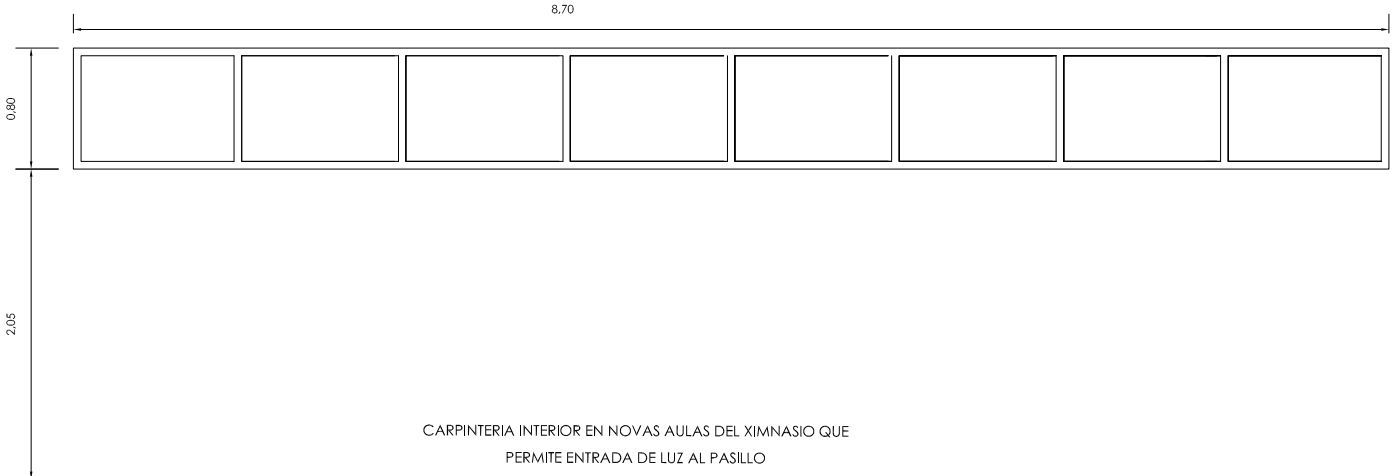 8,70
0,80
2,05
CARPINTERIA INTERIOR EN NOVAS AULAS DEL XIMNASIO QUE
PERMITE ENTRADA DE LUZ AL PASILLO